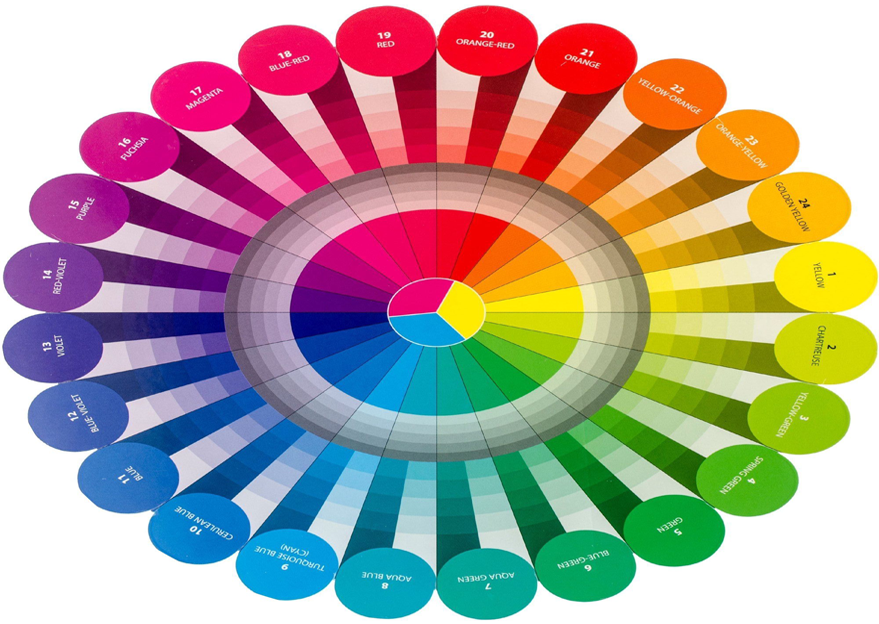 1
YELLOW
2
CHARTREUSE
3
YELLOW-GREEN
4
SPRING GREEN
5
GREEN
6
BLUE-GREEN
7
AQUA GREEN
8
AQUA BLUE
9
TURQUOISE BLUE
(CYAN)
10
CERULEAN BLUE
11
BLUE
12
BLUE-VIOLET
13
VIOLET
14
RED-VIOLET
15
PURPLE
16
FUCHSIA
17
MAGENTA
18
BLUE-RED
19
RED
20
ORANGE-RED
21
ORANGE
22
YELLOW-ORANGE
23
ORANGE-YELLOW
24
GOLDEN YELLOW